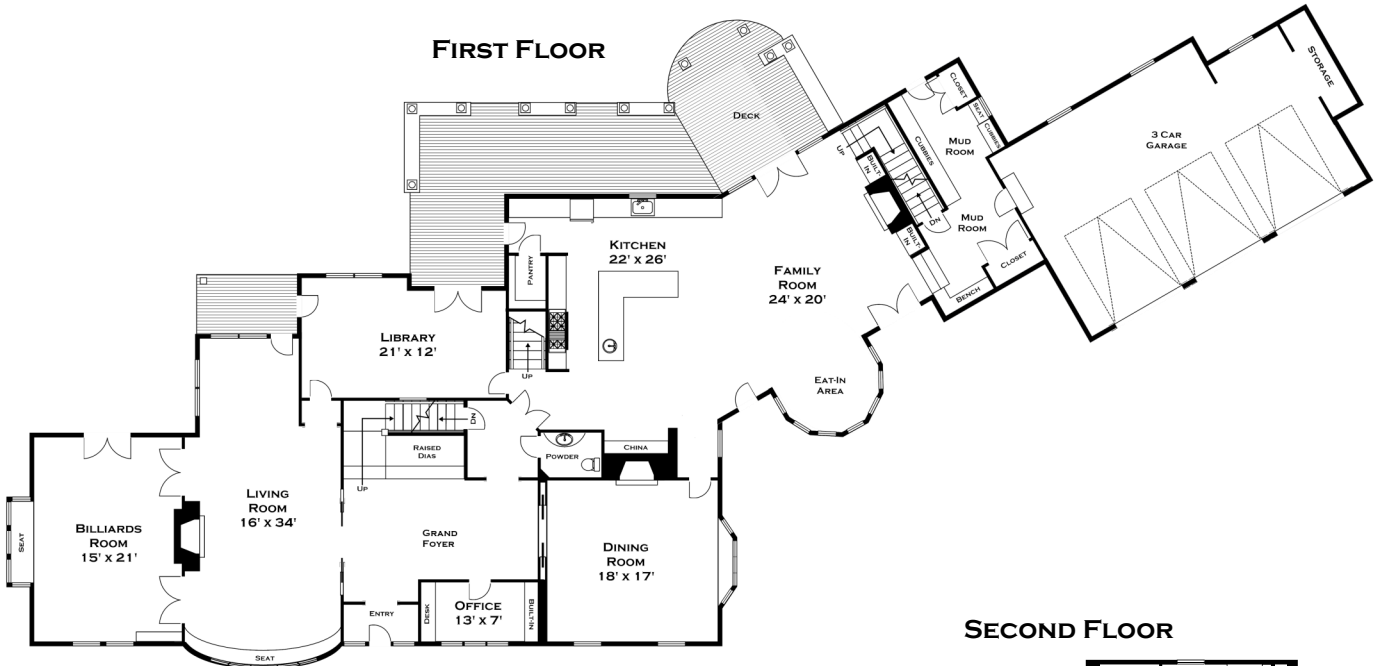 FIRST FLOOR
DECK
CLOSET
SEAT
CUBBIES
MUD
ROOM
CUBBIES
STORAGE
3 CAR
GARAGE
UP
BUILT-
IN
DN
BUILT-
IN
MUD
ROOM
CLOSET
BENCH
KITCHEN
22' x 26'
PANTRY
FAMILY
ROOM
24' x 20'
LIBRARY
21' x 12'
UP
EAT-IN
AREA
DN
RAISED
DIAS
UP
POWDER
CHINA
LIVING
ROOM
16' x 34'
BILLIARDS
ROOM
15' x 21'
SEAT
GRAND
FOYER
DINING
ROOM
18' x 17'
ENTRY
DESK
OFFICE
13' x 7'
BUILT-IN
SEAT
SECOND FLOOR